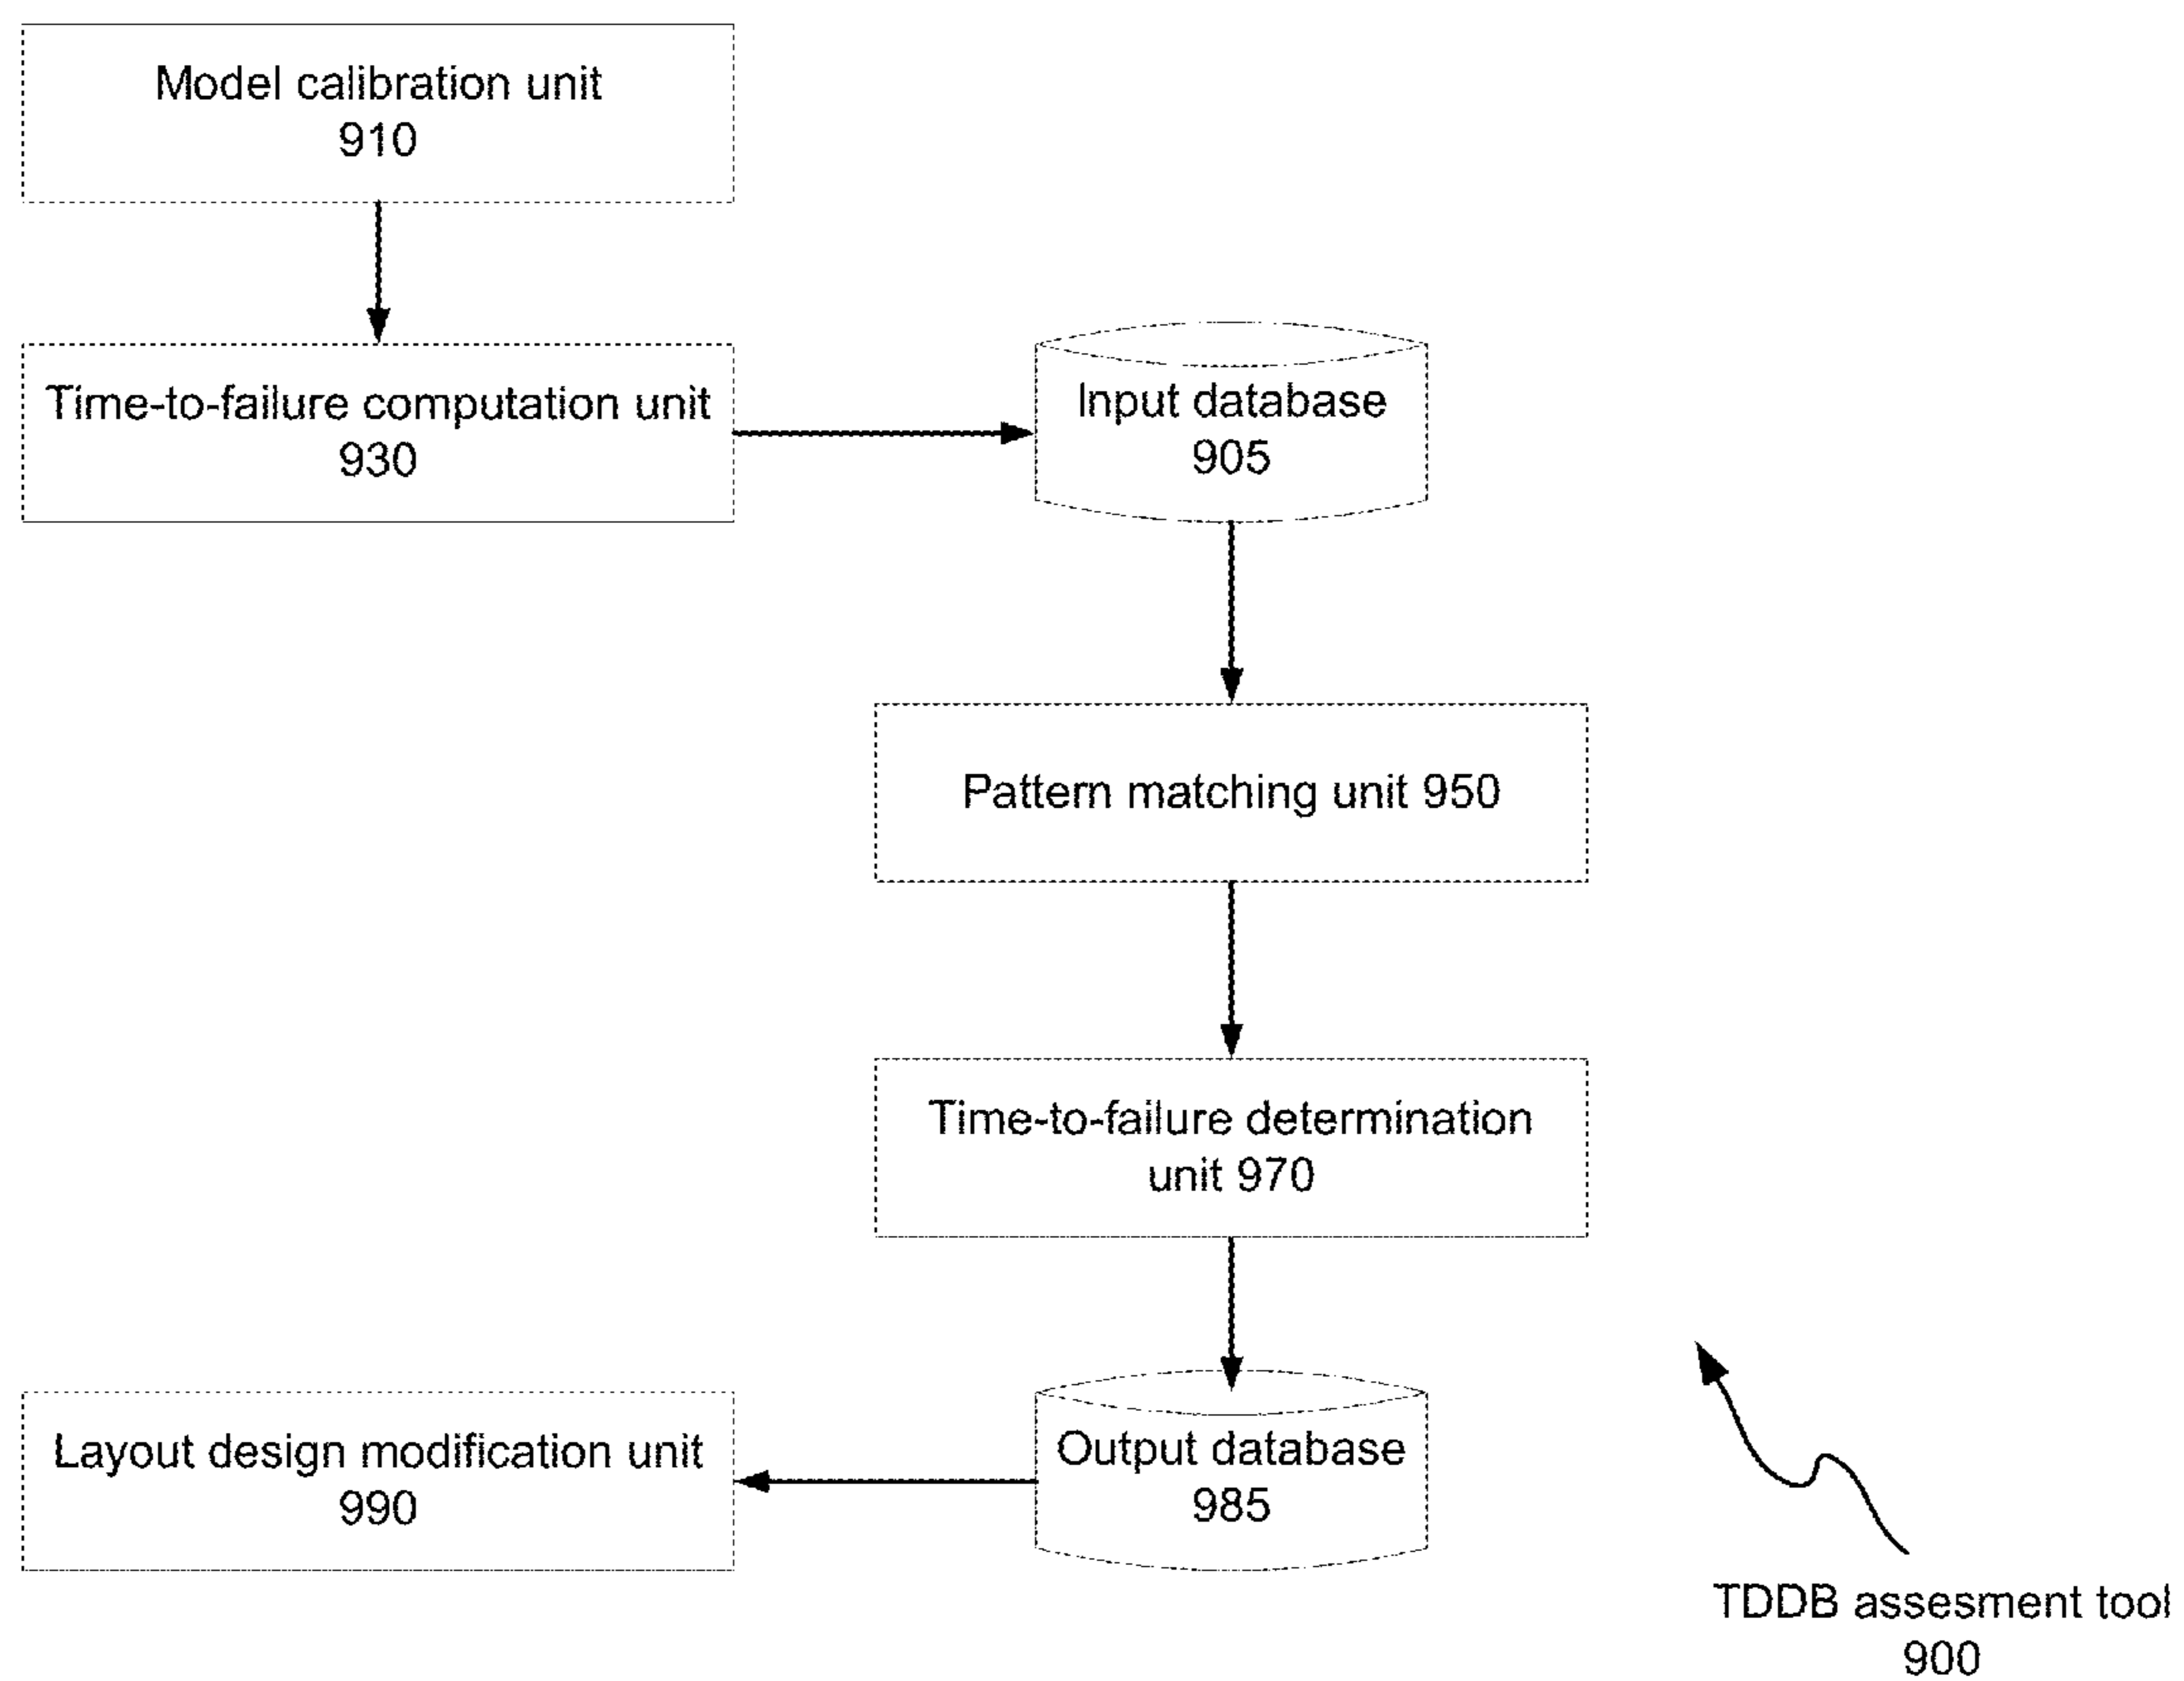 Model calibration unit
910
Time-to-failure computation unit
930
Input database
905
Pattern matching unit 950
Time-to-failure determination
unit 970
Output database
985
Layout design modification unit
990
TDDB assesment tool
900